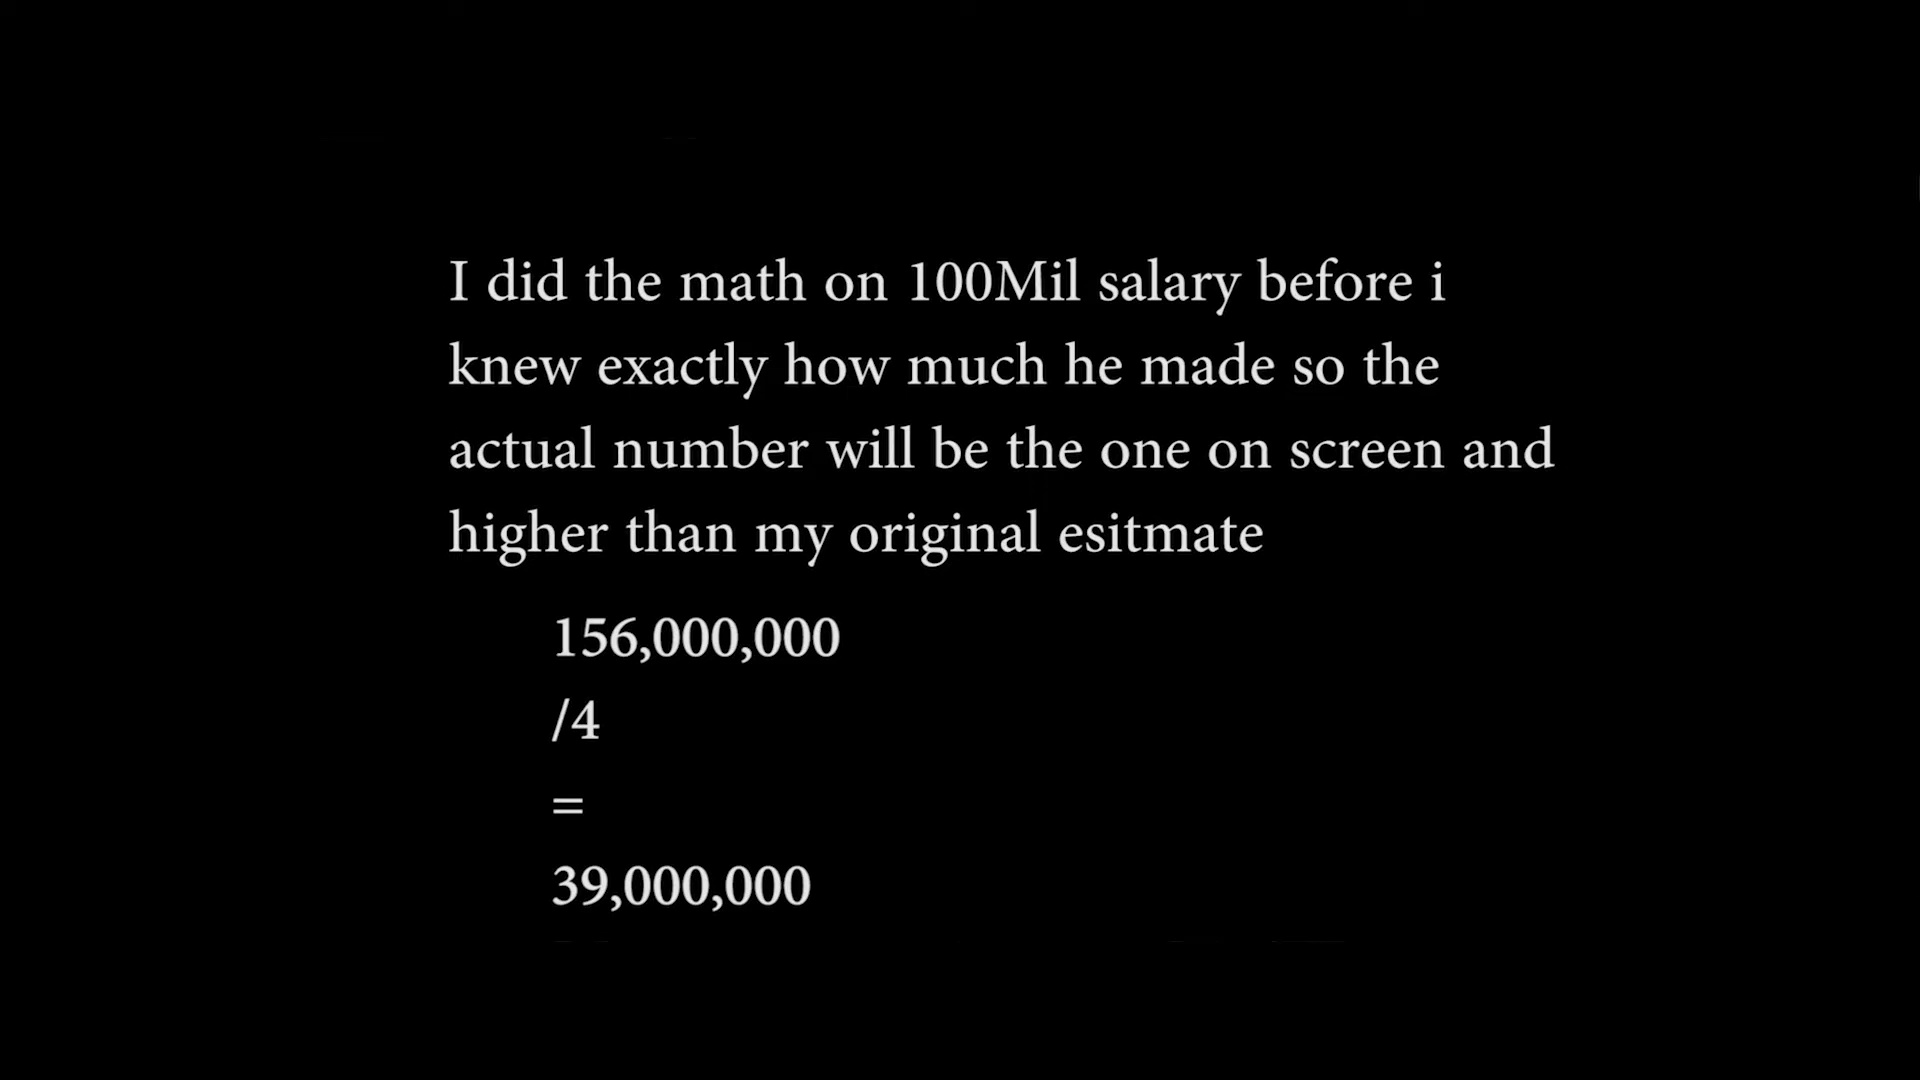 I did the math on 100Mil salary before i
knew exactly how much he made so the
actual number will be the one on screen and
higher than my original esitmate
156,000,000
/4
=
39,000,000